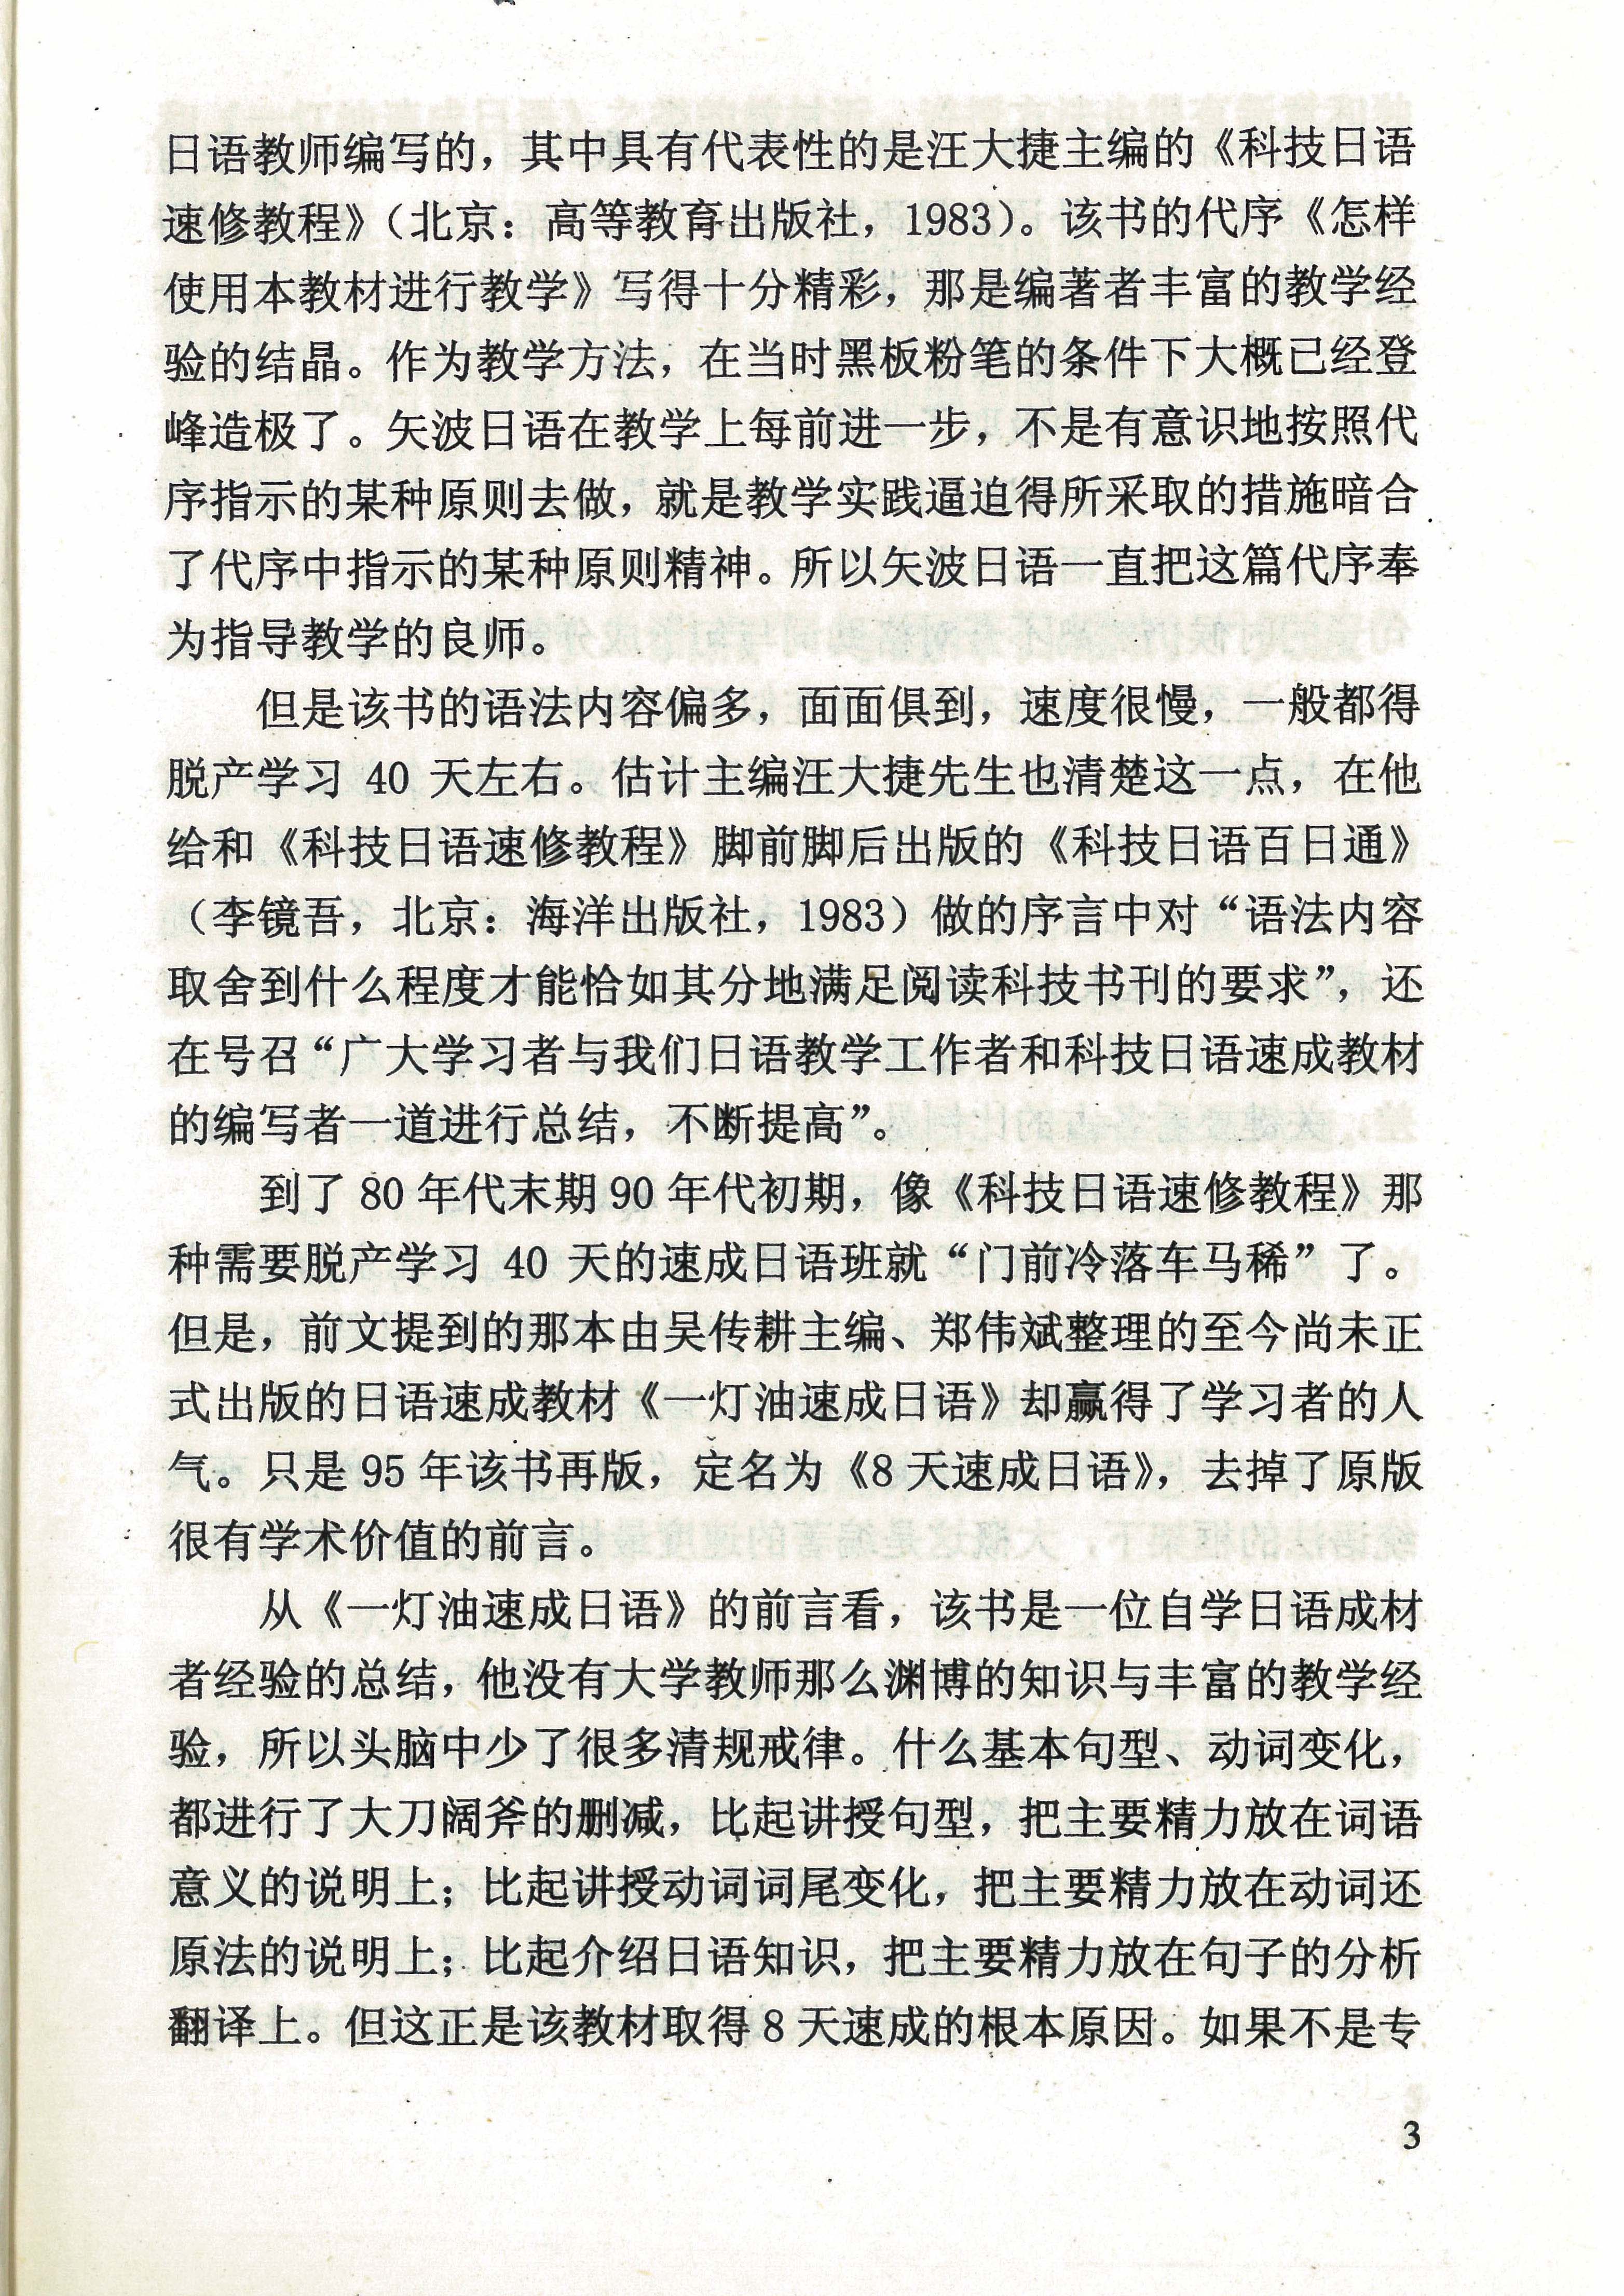 日语教师编写的，其中具有代表性的是汪大捷主编的《科技日语
速修教程》（北京：高等教育出版社，1983）。该书的代序《怎样
使用本教材进行教学》写得十分精彩，那是编著者丰富的教学经
验的结晶。作为教学方法，在当时黑板粉笔的条件下大概已经登
峰造极了。矢波日语在教学上每前进一步，不是有意识地按照代
序指示的某种原则去做，就是教学实践逼迫得所采取的措施暗合
了代序中指示的某种原则精神。所以矢波日语一直把这篇代序奉
为指导教学的良师。
但是该书的语法内容偏多，面面俱到，速度很慢，一般都得
脱产学习 40 天左右。估计主编汪大捷先生也清楚这一点，在他
给和《科技日语速修教程》脚前脚后出版的《科技日语百日通》
（李镜吾，北京：海洋出版社，1983）做的序言中对“语法内容
取舍到什么程度才能恰如其分地满足阅读科技书刊的要求”，还
在号召“广大学习者与我们日语教学工作者和科技日语速成教材
的编写者一道进行总结，不断提高”。
到了 80 年代末期 90 年代初期，像《科技日语速修教程》那
种需要脱产学习 40 天的速成日语班就“门前冷落车马稀”了。
但是，前文提到的那本由吴传耕主编、郑伟斌整理的至今尚未正
式出版的日语速成教材《一灯油速成日语》却赢得了学习者的人
气。只是 95 年该书再版，定名为《8 天速成日语》，去掉了原版
很有学术价值的前言。
从《一灯油速成日语》的前言看，该书是一位自学日语成材
者经验的总结，他没有大学教师那么渊博的知识与丰富的教学经
验，所以头脑中少了很多清规戒律。什么基本句型、动词变化，
都进行了大刀阔斧的删减，比起讲授句型，把主要精力放在词语
意义的说明上；比起讲授动词词尾变化，把主要精力放在动词还
原法的说明上；比起介绍日语知识，把主要精力放在句子的分析
翻译上。但这正是该教材取得 8 天速成的根本原因。如果不是专
3